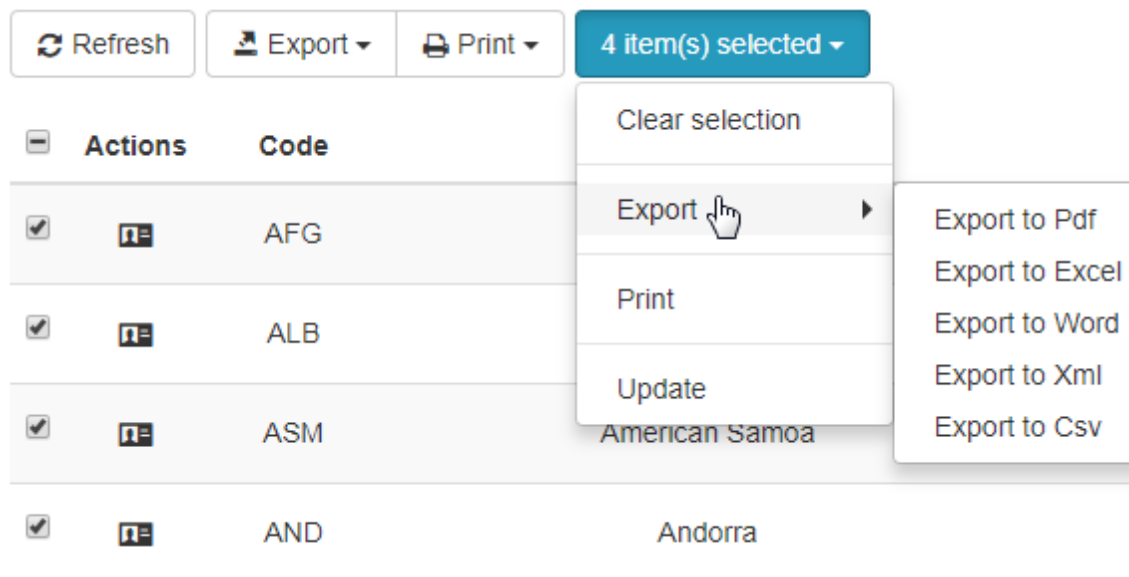 Refresh Export Print 4 item(s) selected
Clear selection
Export
Print
Update
Export to Pdf
Export to Excel
Export to Word
Export to Xml
Export to Csv
Actions Code
AFG
ALB
ASM American Samoa
AND Andorra